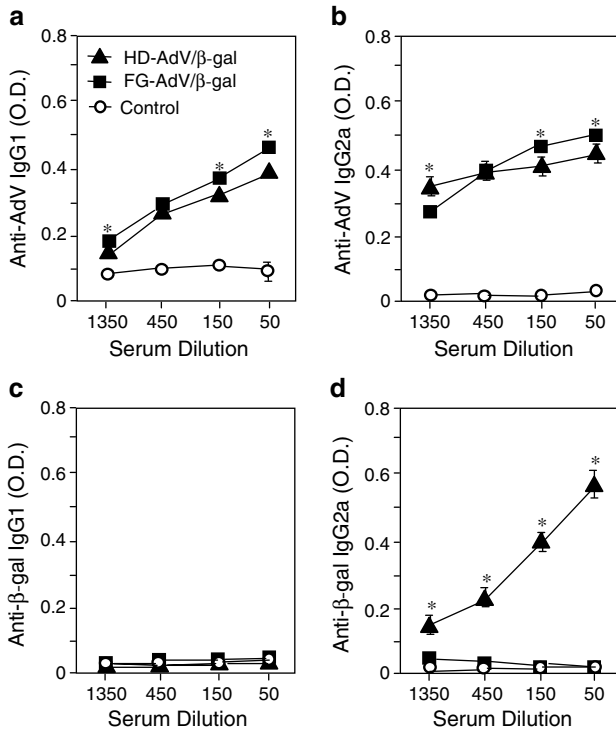 a
Anti-AdV IgG1 (O.D.)
0.8
0.6
0.4
0.2
0
HD-AdV/β-gal
FG-AdV/β-gal
Control
* * *
1350 450 150 50
Serum Dilution
b
Anti-AdV IgG2a (O.D.)
0.8
0.6
0.4
0.2
0
* * *
1350 450 150 50
Serum Dilution
c
Anti-β-gal IgG1 (O.D.)
0.8
0.6
0.4
0.2
0
1350 450 150 50
Serum Dilution
d
Anti-β-gal IgG2a (O.D.)
0.8
0.6
0.4
0.2
0
* * * *
1350 450 150 50
Serum Dilution